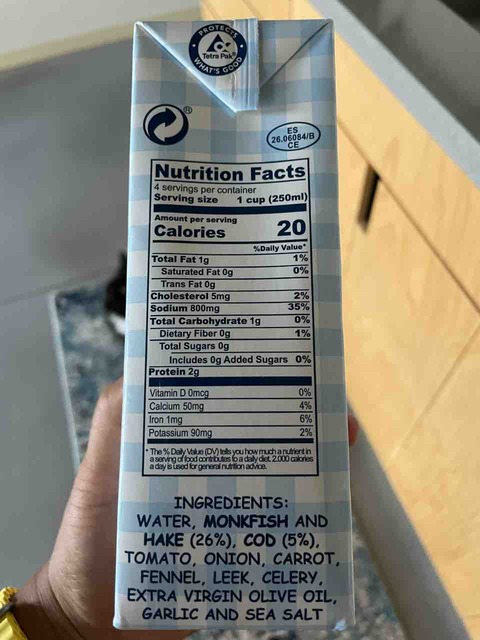 PROTECTS
Tetra Pak®
WHAT'S GOOD
®
ES
26.06084/B
CE
Nutrition Facts
4 servings per container
Serving size 1 cup (250ml)
Amount per serving
Calories 20
%Daily Value*
Total Fat 1g 1%
Saturated Fat 0g 0%
Trans Fat 0g
Cholesterol 5mg 2%
Sodium 800mg 35%
Total Carbohydrate 1g 0%
Dietary Fiber 0g 1%
Total Sugars 0g
Includes 0g Added Sugars 0%
Protein 2g
Vitamin D 0mcg 0%
Calcium 50mg 4%
Iron 1mg 6%
Potassium 90mg 2%
* The % Daily Value (DV) tells you how much a nutrient in
a serving of food contributes to a daily diet. 2.000 calories
a day is used for general nutrition advice.
INGREDIENTS:
WATER, MONKFISH AND
HAKE (26%), COD (5%),
TOMATO, ONION, CARROT,
FENNEL, LEEK, CELERY,
EXTRA VIRGIN OLIVE OIL,
GARLIC AND SEA SALT